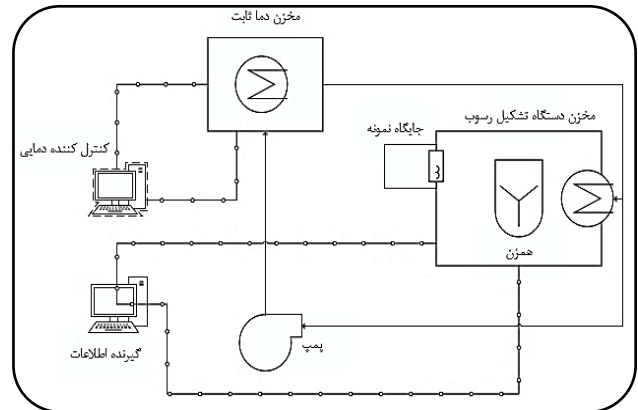 مخزن دما ثابت
مخزن دستگاه تشکیل رسوب
جایگاه نمونه
کنترل کننده دمایی
همزن
پمپ
گیرنده اطلاعات